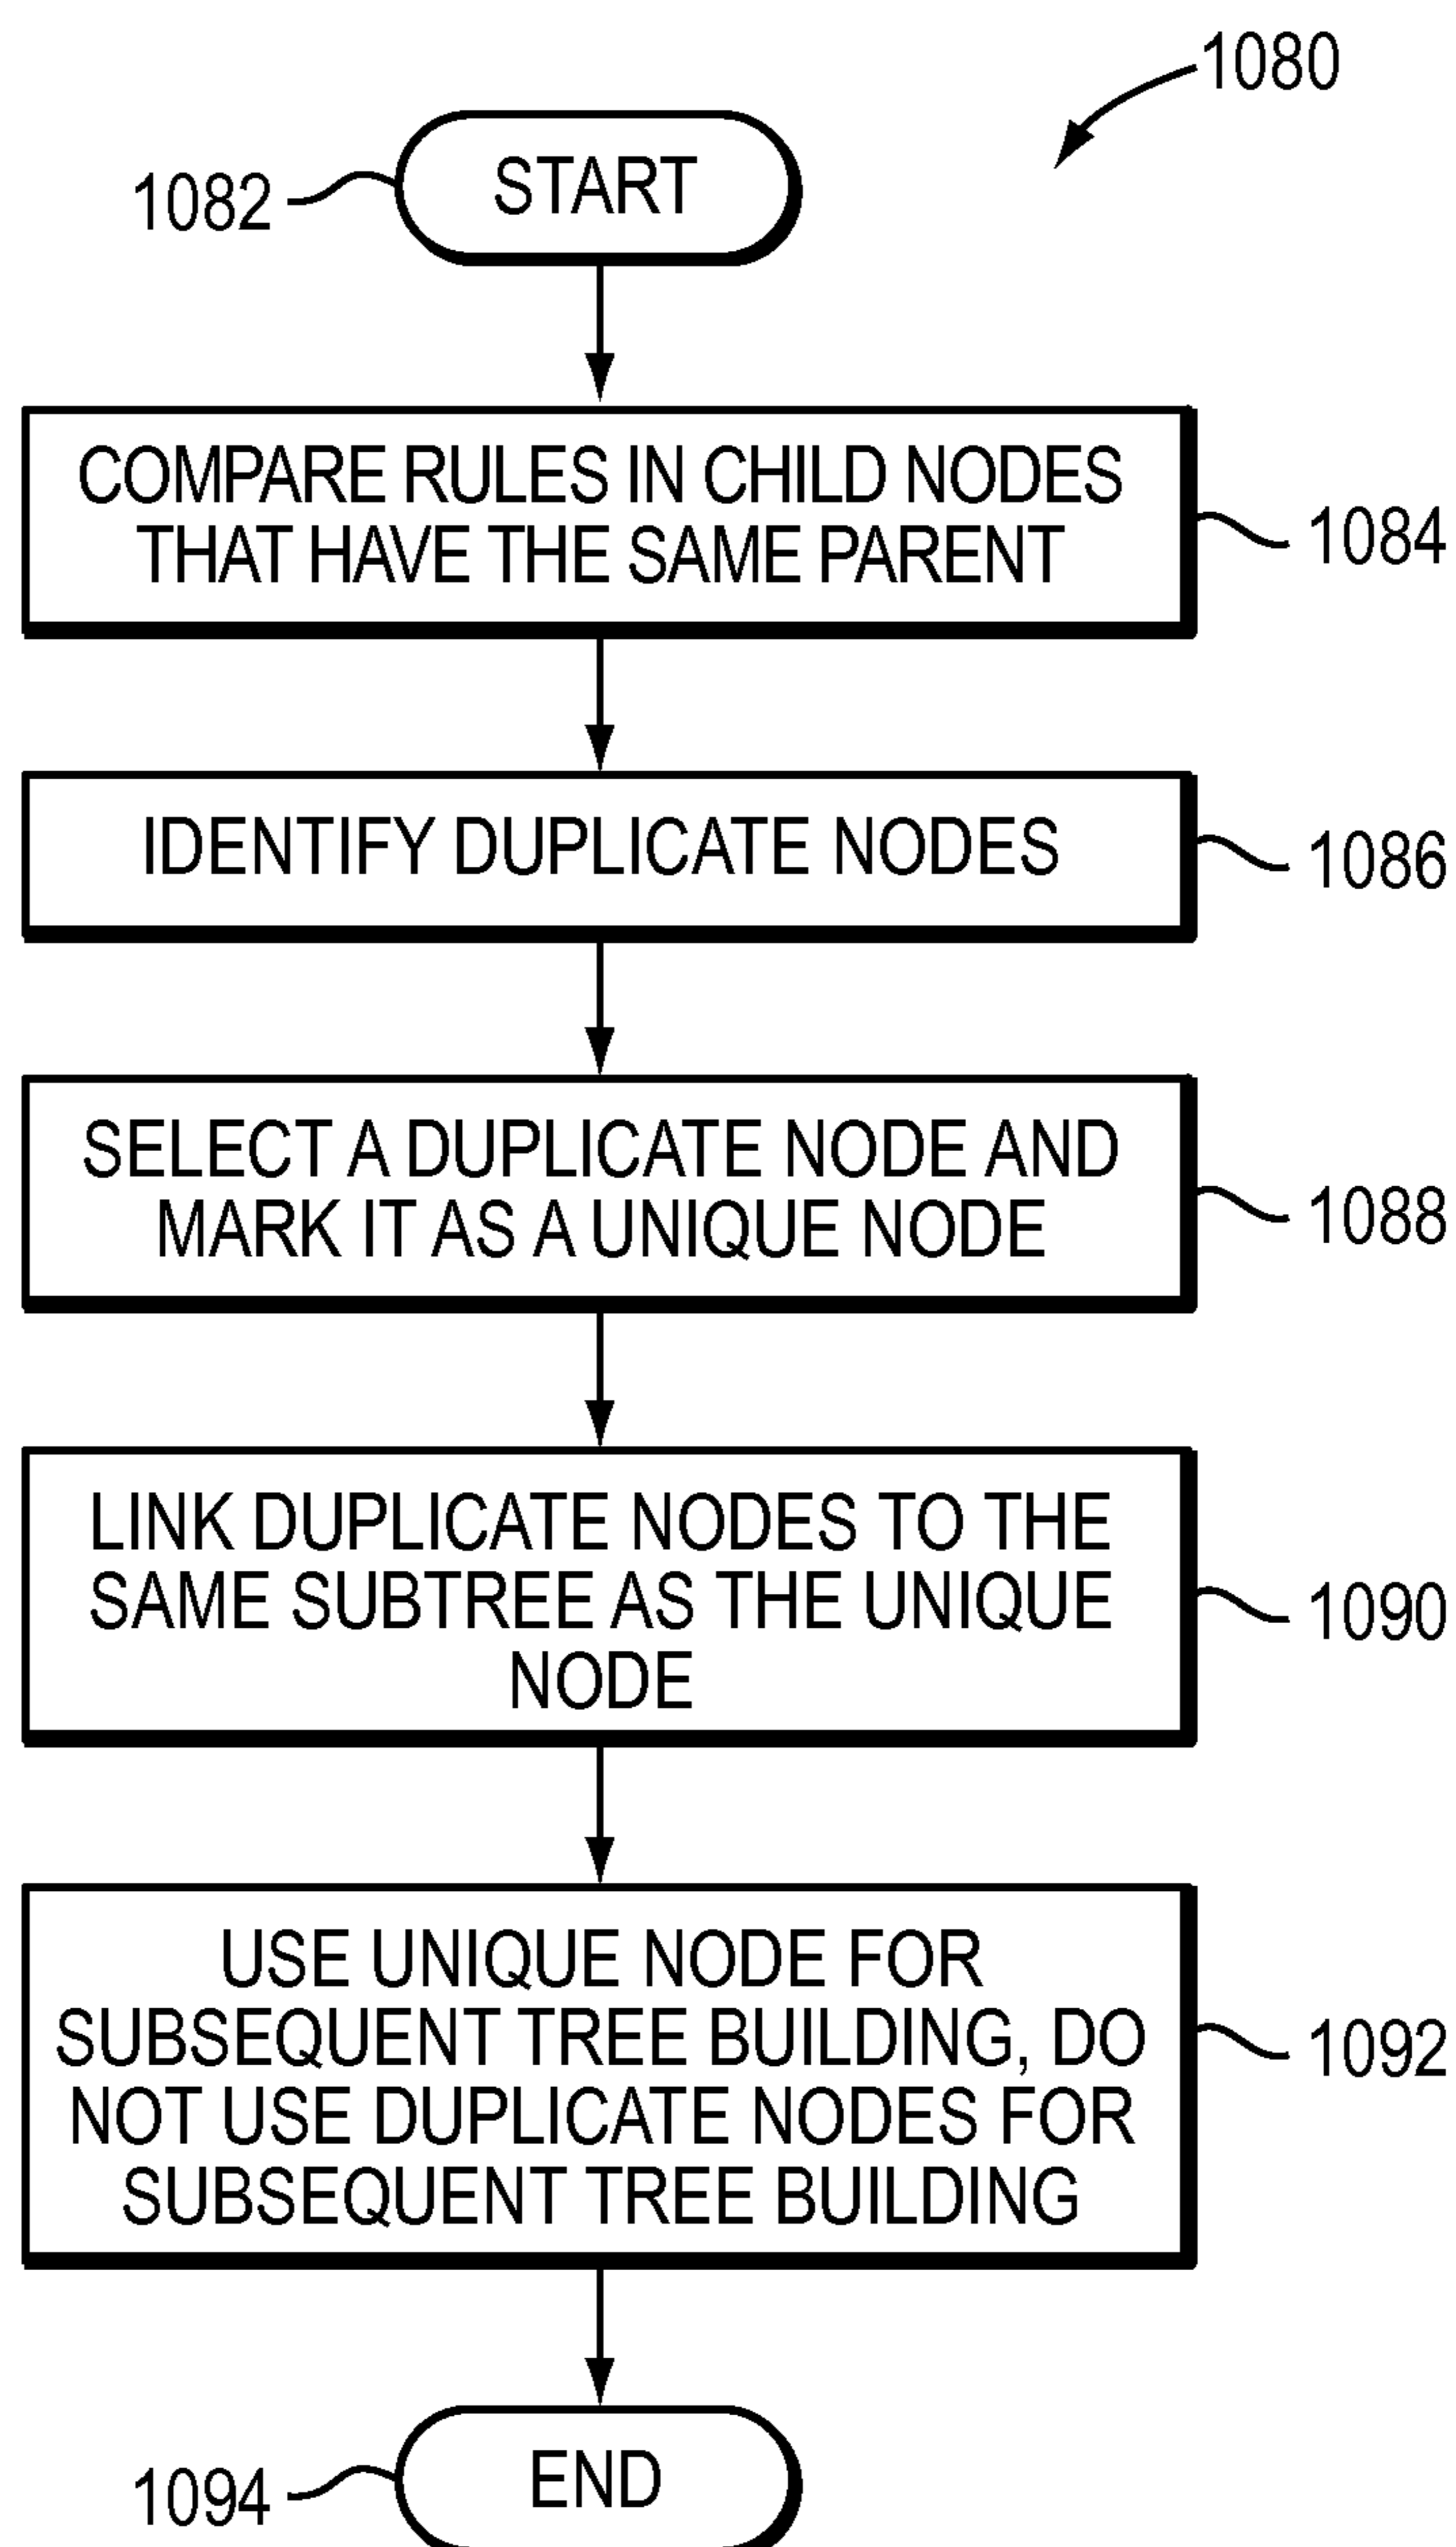 1080
START
1082
COMPARE RULES IN CHILD NODES
THAT HAVE THE SAME PARENT
1084
IDENTIFY DUPLICATE NODES
1086
SELECT A DUPLICATE NODE AND
MARK IT AS A UNIQUE NODE
1088
LINK DUPLICATE NODES TO THE
SAME SUBTREE AS THE UNIQUE
NODE
1090
USE UNIQUE NODE FOR
SUBSEQUENT TREE BUILDING, DO
NOT USE DUPLICATE NODES FOR
SUBSEQUENT TREE BUILDING
1092
END
1094